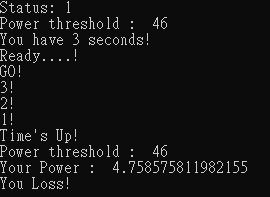 Status: 1
Power threshold :  46
You have 3 seconds!
Ready....!
GO!
3!
2!
1!
Time's Up!
Power threshold :  46
Your Power :  4.758575811982155
You Loss!